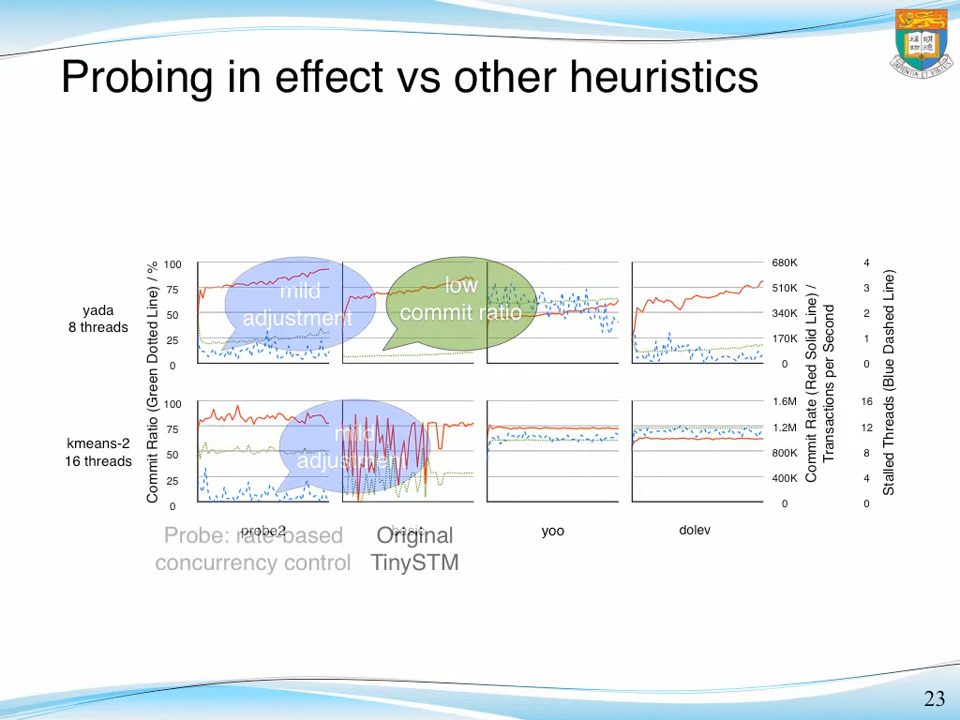 Probing in effect vs other heuristics
yada
8 threads
kmeans-2
16 threads
Commit Ratio (Green Dotted Line) / %
100
75
50
25
0
100
75
50
25
0
mild
adjustment
low
commit ratio
mild
adjustment
680K
510K
340K
170K
0
1.6M
1.2M
800K
400K
0
Commit Rate (Red Solid Line) /
Transactions per Second
4
3
2
1
0
16
12
8
4
0
Stalled Threads (Blue Dashed Line)
probe2
basic
yoo
dolev
Probe: rate-based
concurrency control
Original
TinySTM
23